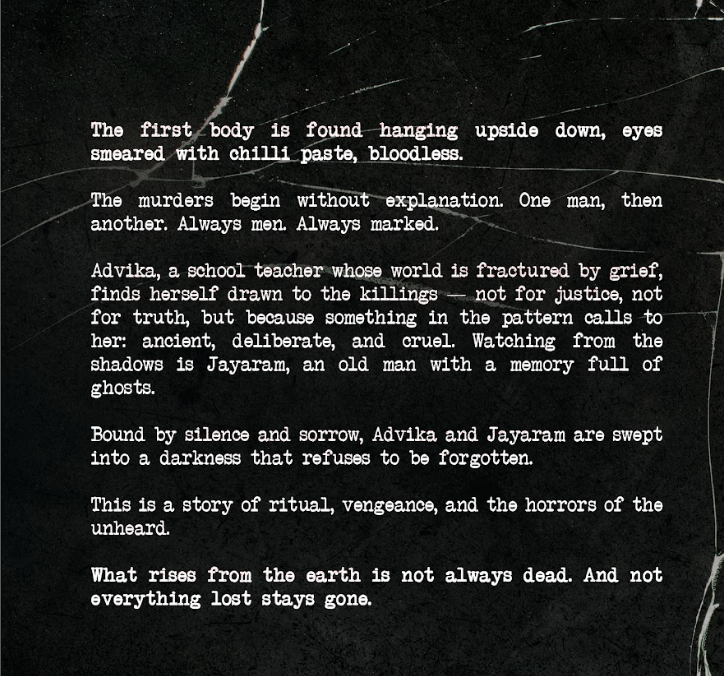 The first body is found hanging upside down, eyes
smeared with chilli paste, bloodless.
The murders begin without explanation. One man, then
another. Always men. Always marked.
Advika, a school teacher whose world is fractured by grief,
finds herself drawn to the killings — not for justice, not
for truth, but because something in the pattern calls to
her: ancient, deliberate, and cruel. Watching from the
shadows is Jayaram, an old man with a memory full of
ghosts.
Bound by silence and sorrow, Advika and Jayaram are swept
into a darkness that refuses to be forgotten.
This is a story of ritual, vengeance, and the horrors of the
unheard.
What rises from the earth is not always dead. And not
everything lost stays gone.